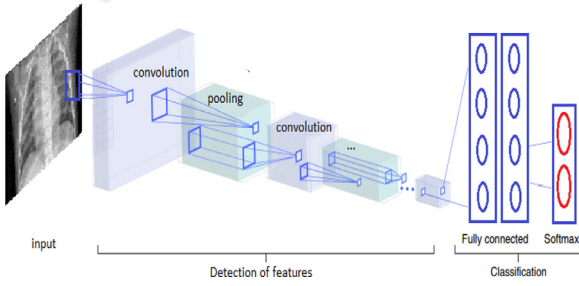 convolution
pooling
convolution
...
input
Detection of features
Fully connected
Softmax
Classification